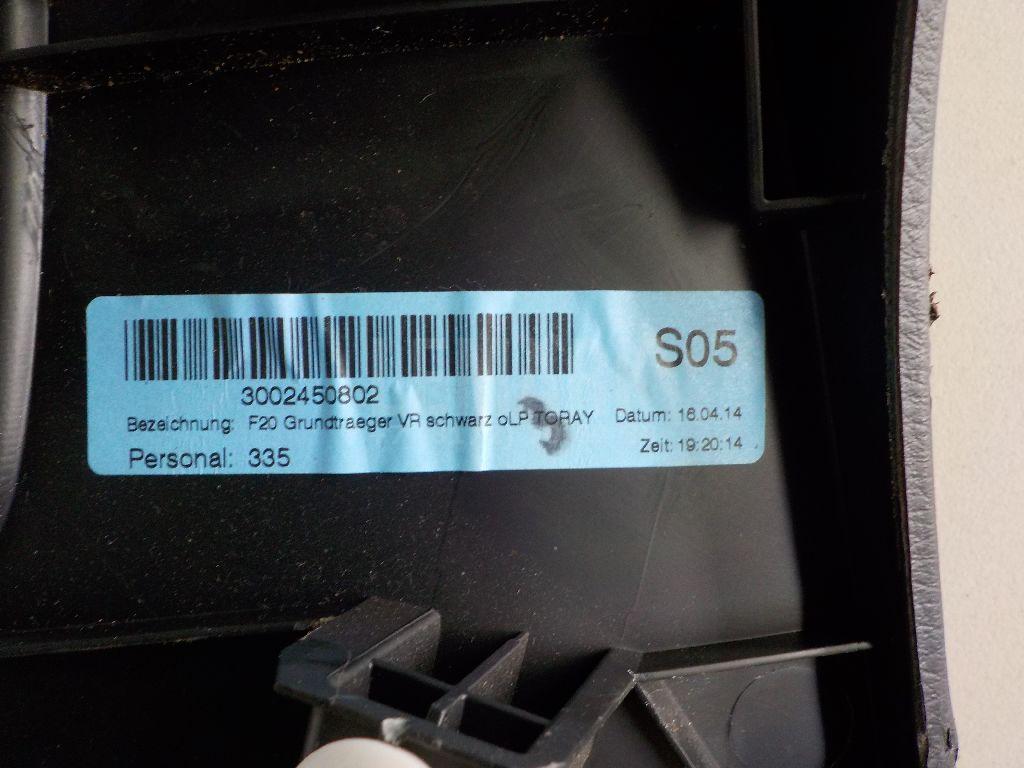 S05
3002450802
Bezeichnung: F20 Grundtraeger VR schwarz oLP TORAY Datum: 16.04.14
Personal: 335 Zeit: 19:20:14